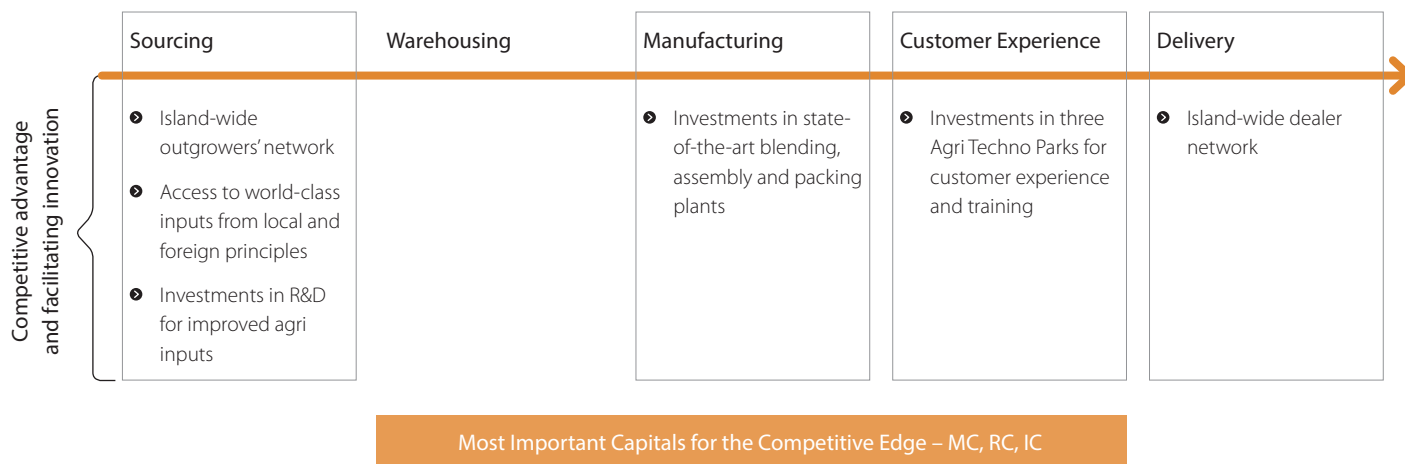 Competitive advantage
and facilitating innovation
Sourcing
Island-wide
outgrowers’ network
Access to world-class
inputs from local and
foreign principles
Investments in R&D
for improved agri
inputs
Warehousing
Manufacturing
Investments in state-
of-the-art blending,
assembly and packing
plants
Customer Experience
Investments in three
Agri Techno Parks for
customer experience
and training
Delivery
Island-wide dealer
network
Most Important Capitals for the Competitive Edge – MC, RC, IC